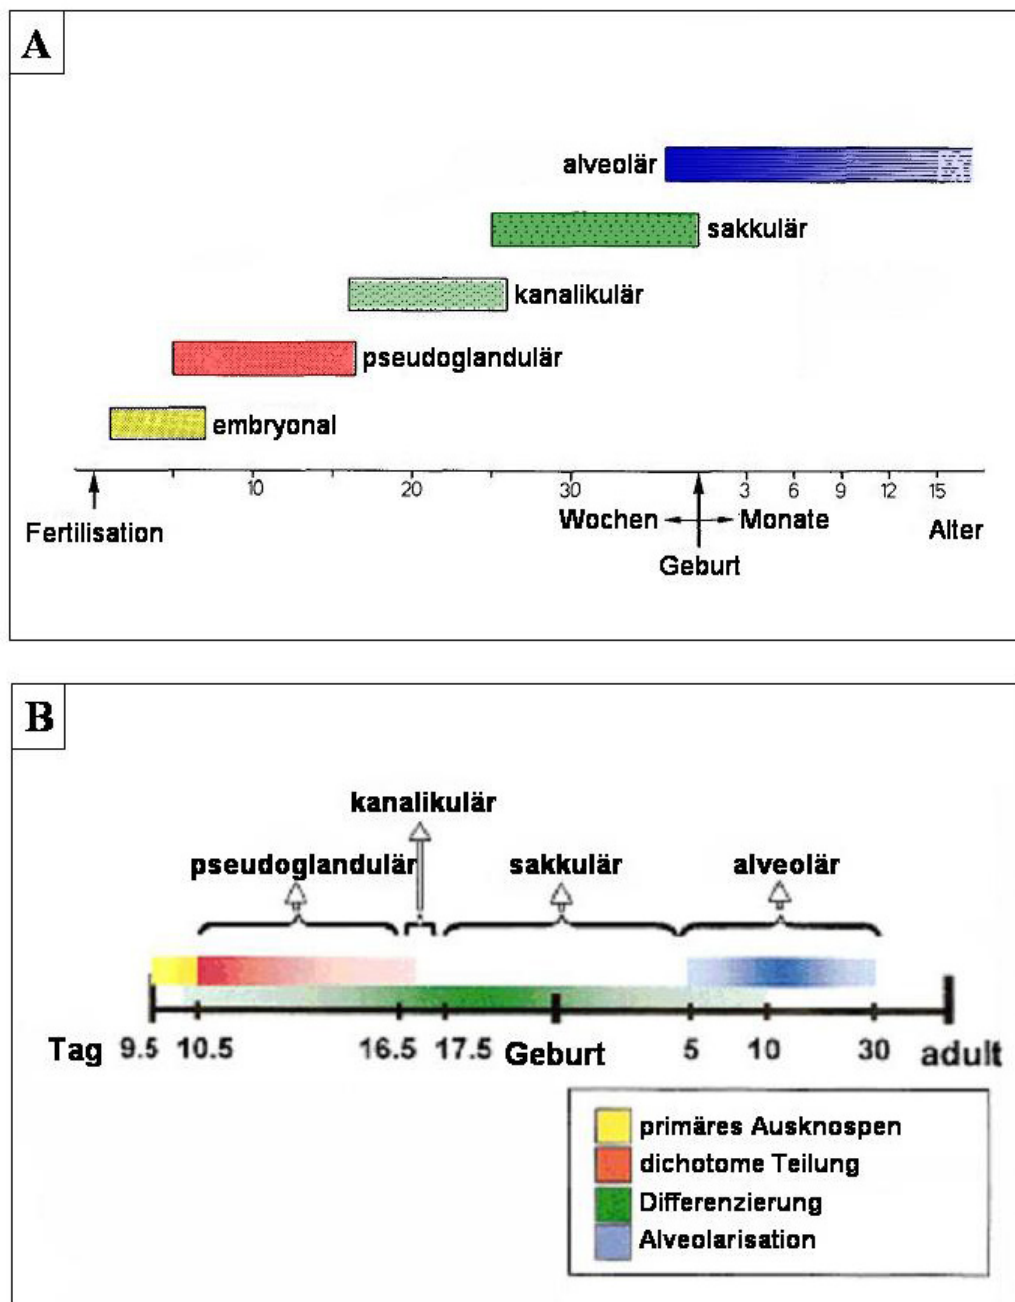 A
alveolär
sakkulär
kanalikulär
pseudoglandulär
embryonal
10 20 30 3 6 9 12 15
Wochen Monate
Fertilisation Alter
Geburt
B
kanalikulär
pseudoglandulär sakkulär alveolär
Tag 9.5 10.5 16.5 17.5 Geburt 5 10 30 adult
primäres Ausknospen
dichotome Teilung
Differenzierung
Alveolarisation